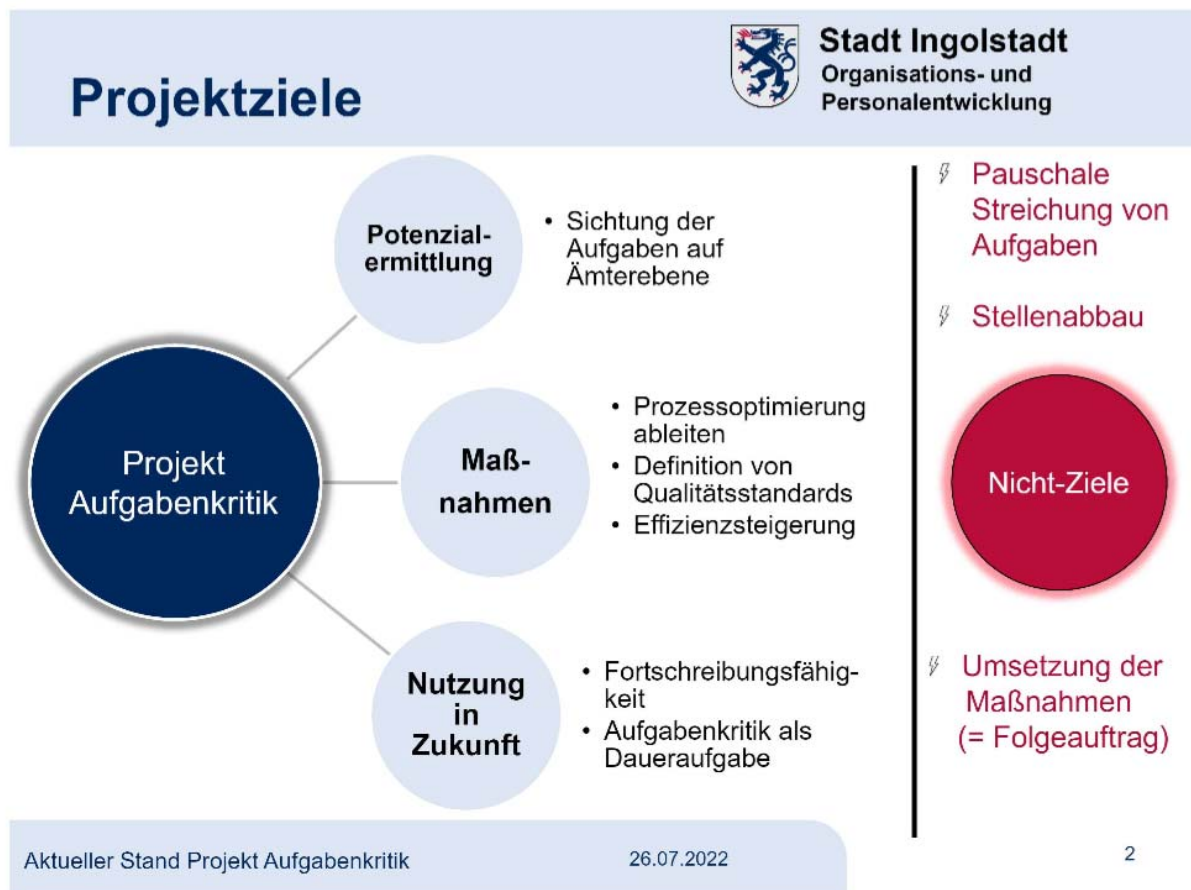 Projektziele
Stadt Ingolstadt
Organisations- und
Personalentwicklung
Projekt
Aufgabenkritik
Potenzial-
ermittlung
• Sichtung der
Aufgaben auf
Ämterebene
Maß-
nahmen
• Prozessoptimierung
ableiten
• Definition von
Qualitätsstandards
• Effizienzsteigerung
Nutzung
in
Zukunft
• Fortschreibungsfähig-
keit
• Aufgabenkritik als
Daueraufgabe
Pauschale
Streichung von
Aufgaben
Stellenabbau
Nicht-Ziele
Umsetzung der
Maßnahmen
(= Folgeauftrag)
Aktueller Stand Projekt Aufgabenkritik
26.07.2022
2